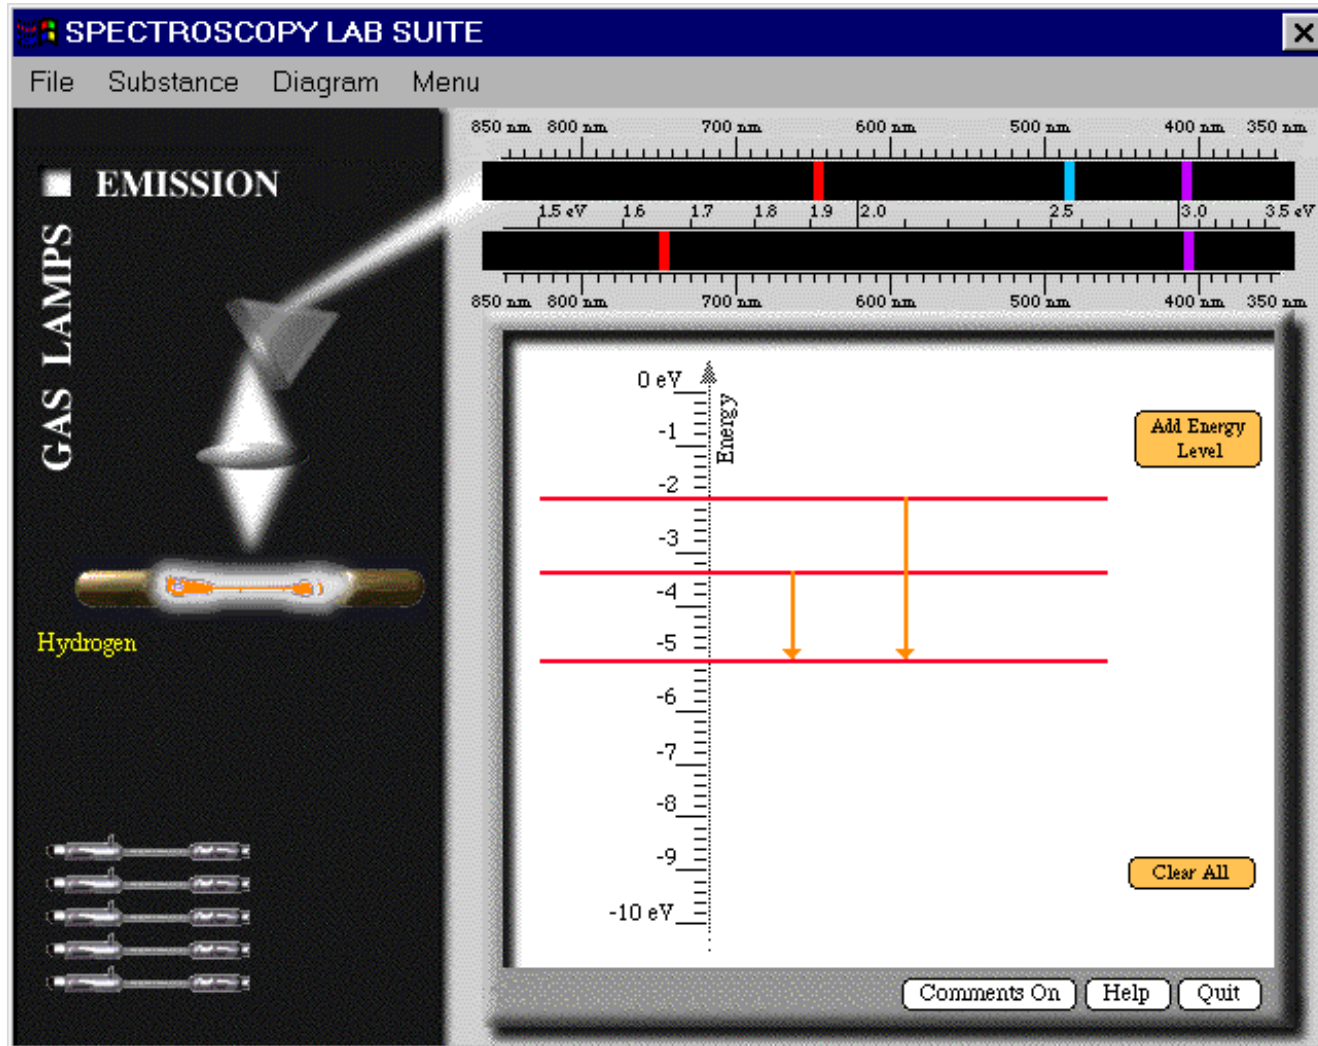 SPECTROSCOPY LAB SUITE
File Substance Diagram Menu
850 nm 800 nm 700 nm 600 nm 500 nm 400 nm 350 nm
EMISSION
GAS LAMPS
1.5 eV 1.6 1.7 1.8 1.9 2.0 2.5 3.0 3.5 eV
850 nm 800 nm 700 nm 600 nm 500 nm 400 nm 350 nm
0 eV
Energy
-1
-2
-3
-4
-5
-6
-7
-8
-9
-10 eV
Add Energy
Level
Hydrogen
Clear All
Comments On Help Quit